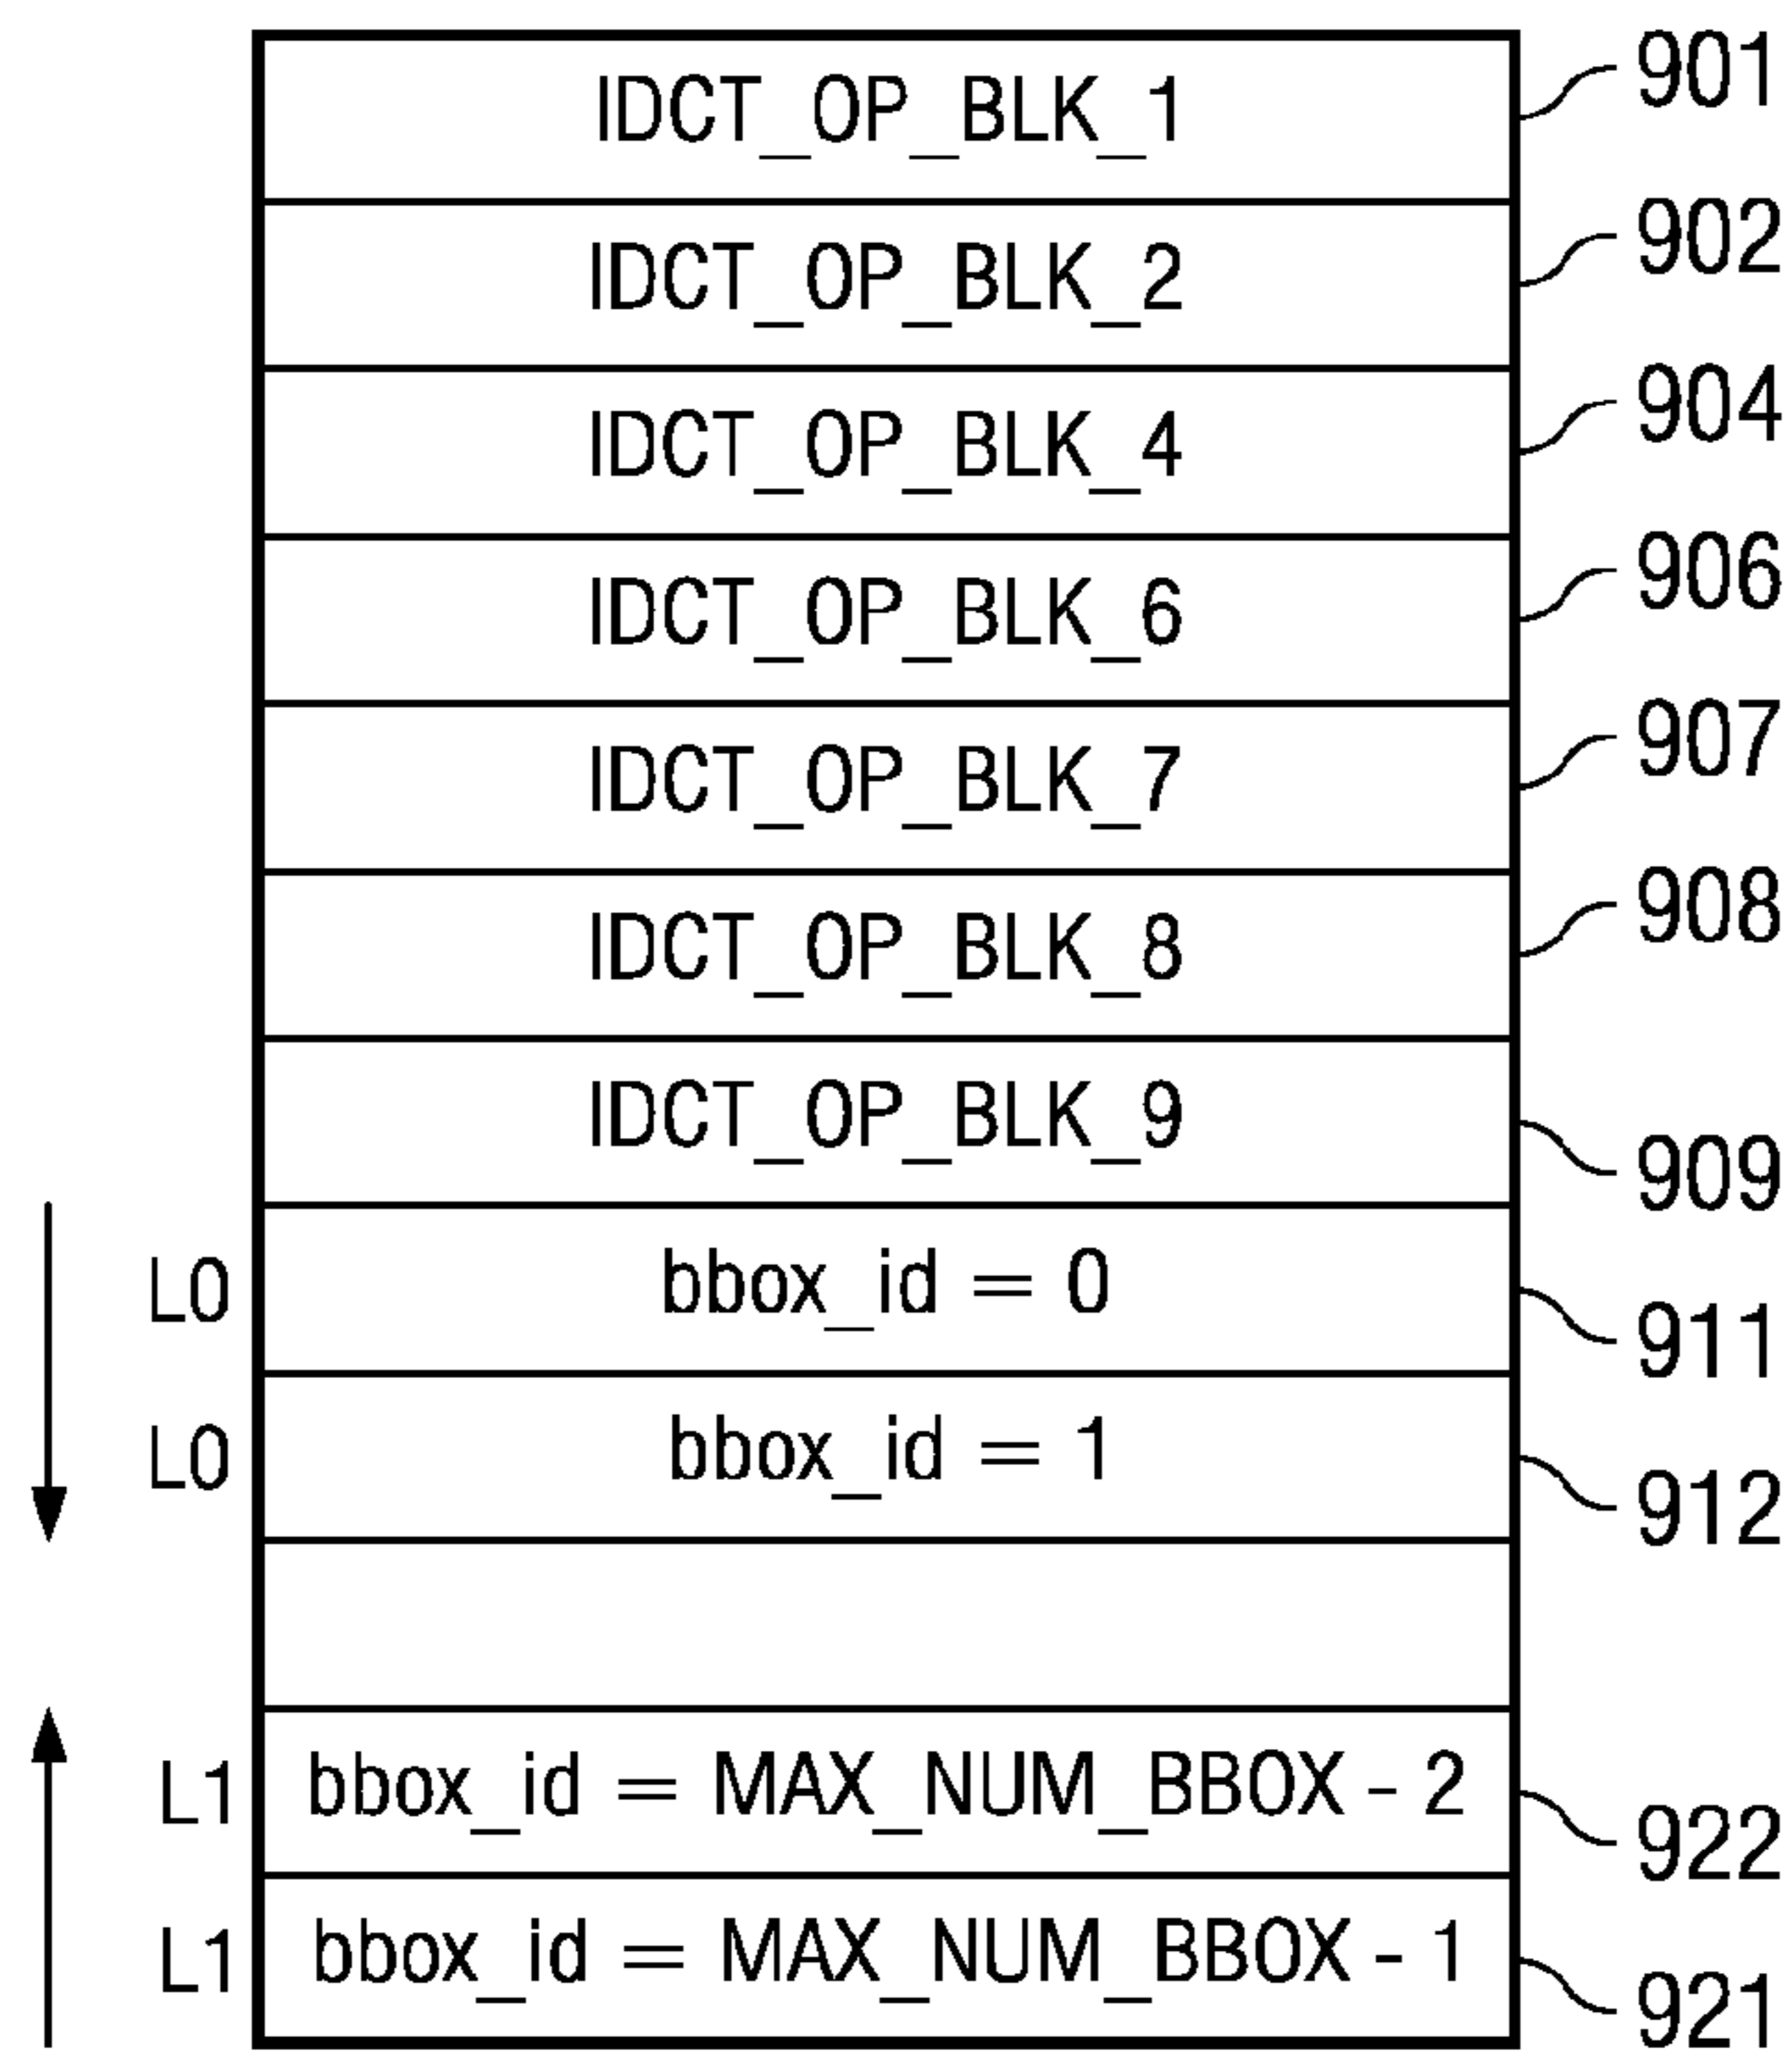 IDCT_OP_BLK_1 901
IDCT_OP_BLK_2 902
IDCT_OP_BLK_4 904
IDCT_OP_BLK_6 906
IDCT_OP_BLK_7 907
IDCT_OP_BLK_8 908
IDCT_OP_BLK_9 909
L0 bbox_id = 0 911
L0 bbox_id = 1 912
L1 bbox_id = MAX_NUM_BBOX - 2 922
L1 bbox_id = MAX_NUM_BBOX - 1 921